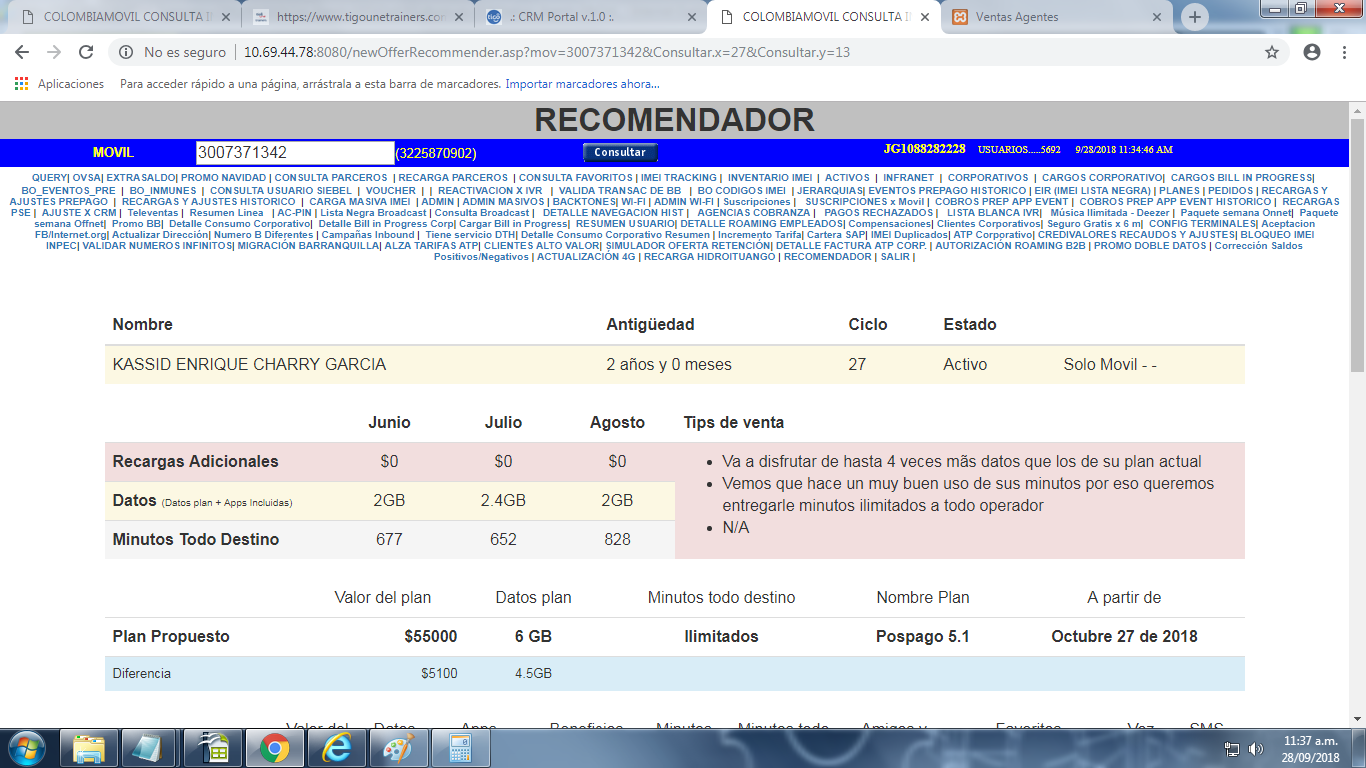 COLOMBIAMOVIL CONSULTA I
https://www.tigounetrainers.com
.: CRM Portal v.1.0 :.
COLOMBIAMOVIL CONSULTA I
Ventas Agentes
No es seguro | 10.69.44.78:8080/newOfferRecommender.asp?mov=3007371342&Consultar.x=27&Consultar.y=13
Aplicaciones Para acceder rápido a una página, arrástrala a esta barra de marcadores. Importar marcadores ahora...
RECOMENDADOR
MOVIL 3007371342 (3225870902) Consultar JG1088282228 USUARIOS.....5692 9/28/2018 11:34:46 AM
QUERY| OVSA| EXTRASALDO| PROMO NAVIDAD | CONSULTA PARCEROS | RECARGA PARCEROS | CONSULTA FAVORITOS | IMEI TRACKING | INVENTARIO IMEI | ACTIVOS | INFRANET | CORPORATIVOS | CARGOS CORPORATIVO| CARGOS BILL IN PROGRESS|
BO_EVENTOS_PRE | BO_INMUNES | CONSULTA USUARIO SIEBEL | VOUCHER | | REACTIVACION X IVR | VALIDA TRANSAC DE BB | BO CODIGOS IMEI | JERARQUIAS| EVENTOS PREPAGO HISTORICO | EIR (IMEI LISTA NEGRA) | PLANES | PEDIDOS | RECARGAS Y
AJUSTES PREPAGO | RECARGAS Y AJUSTES HISTORICO | CARGA MASIVA IMEI | ADMIN | ADMIN MASIVOS | BACKTONES| WI-FI | ADMIN WI-FI | Suscripciones | SUSCRIPCIONES x Movil | COBROS PREP APP EVENT | COBROS PREP APP EVENT HISTORICO | RECARGAS
PSE | AJUSTE X CRM | Televentas | Resumen Linea | AC-PIN | Lista Negra Broadcast | Consulta Broadcast | DETALLE NAVEGACION HIST | AGENCIAS COBRANZA | PAGOS RECHAZADOS | LISTA BLANCA IVR| Música Ilimitada - Deezer | Paquete semana Onnet| Paquete
semana Offnet| Promo BB| Detalle Consumo Corporativo| Detalle Bill in Progress Corp| Cargar Bill in Progress| RESUMEN USUARIO| DETALLE ROAMING EMPLEADOS| Compensaciones| Clientes Corporativos| Seguro Gratis x 6 m| CONFIG TERMINALES| Aceptacion
FB/Internet.org| Actualizar Dirección| Numero B Diferentes | Campañas Inbound | Tiene servicio DTH| Detalle Consumo Corporativo Resumen | Incremento Tarifa| Cartera SAP| IMEI Duplicados| ATP Corporativo| CREDIVALORES RECAUDOS Y AJUSTES| BLOQUEO IMEI
INPEC| VALIDAR NUMEROS INFINITOS| MIGRACIÓN BARRANQUILLA| ALZA TARIFAS ATP| CLIENTES ALTO VALOR| SIMULADOR OFERTA RETENCIÓN| DETALLE FACTURA ATP CORP. | AUTORIZACIÓN ROAMING B2B | PROMO DOBLE DATOS | Corrección Saldos
Positivos/Negativos | ACTUALIZACIÓN 4G | RECARGA HIDROITUANGO | RECOMENDADOR | SALIR |
Nombre Antigüedad Ciclo Estado
KASSID ENRIQUE CHARRY GARCIA 2 años y 0 meses 27 Activo Solo Movil - -
Junio Julio Agosto Tips de venta
Recargas Adicionales $0 $0 $0
Datos (Datos plan + Apps Incluidas) 2GB 2.4GB 2GB
Minutos Todo Destino 677 652 828
• Va a disfrutar de hasta 4 veces mãs datos que los de su plan actual
• Vemos que hace un muy buen uso de sus minutos por eso queremos
entregarle minutos ilimitados a todo operador
• N/A
Valor del plan Datos plan Minutos todo destino Nombre Plan A partir de
Plan Propuesto $55000 6 GB Ilimitados Pospago 5.1 Octubre 27 de 2018
Diferencia $5100 4.5GB
Valor del Datos Apps Beneficios Minutos Minutos todo Amigos y Favoritos Voz SMS
11:37 a.m.
28/09/2018